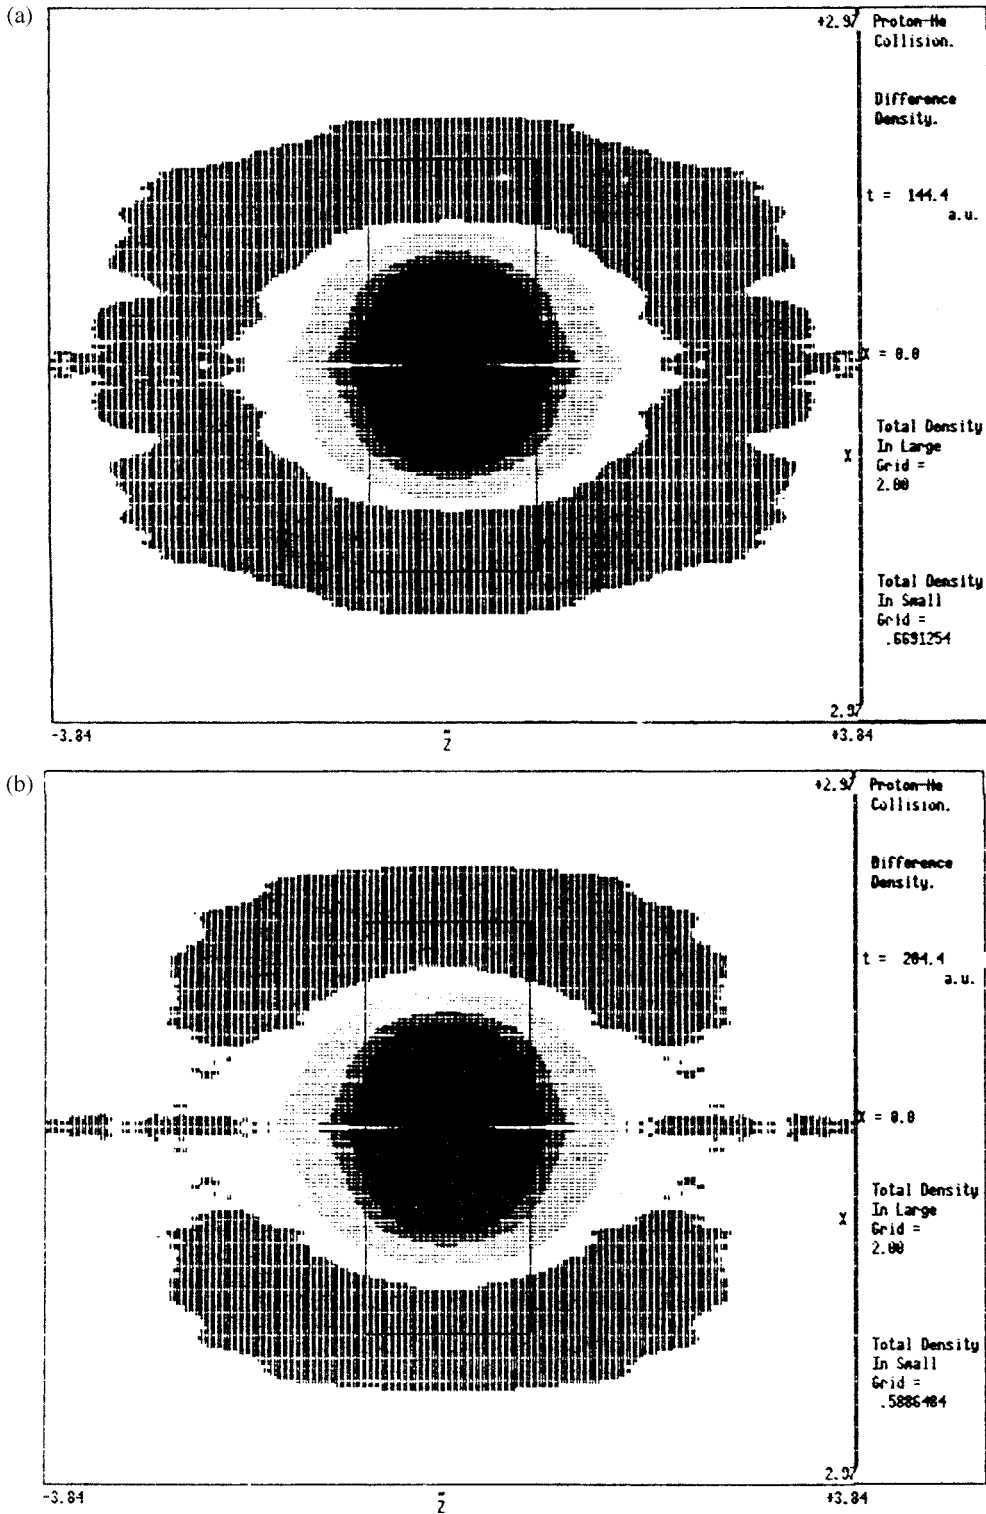 (a)
+2.97
Proton-He
Collision.
Difference
Density.
t = 144.4
a.u.
X = 0.0
Total Density
In Large
Grid =
2.00
X
Total Density
In Small
Grid =
.6691254
2.97
-3.84
Z
+3.84
(b)
+2.97
Proton-He
Collision.
Difference
Density.
t = 204.4
a.u.
X = 0.0
Total Density
In Large
Grid =
2.00
X
Total Density
In Small
Grid =
.5886484
2.97
-3.84
Z
+3.84